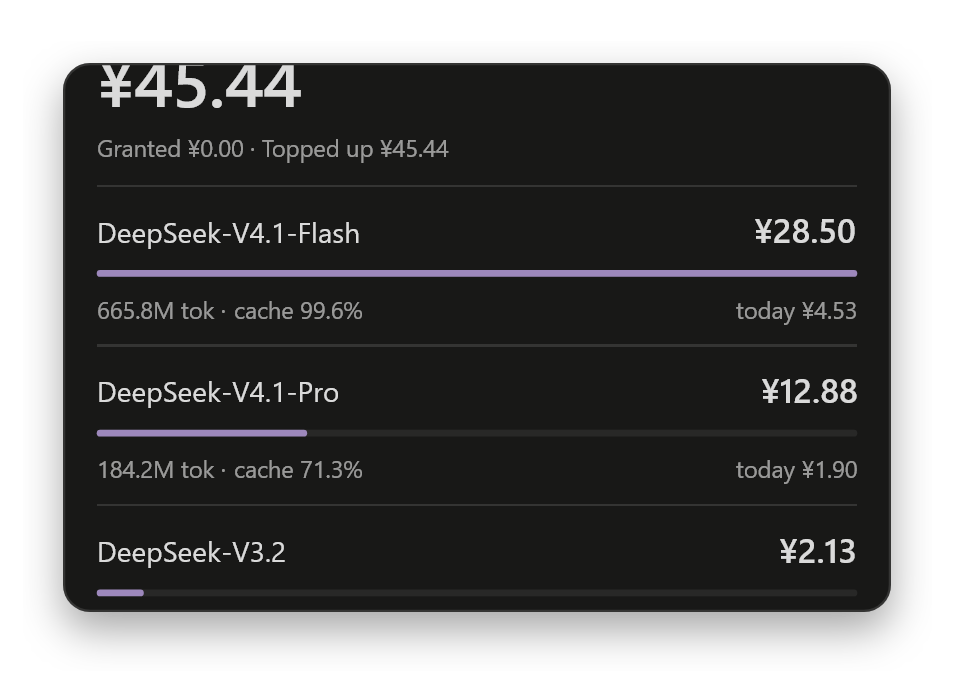 ¥45.44
Granted ¥0.00 · Topped up ¥45.44
DeepSeek-V4.1-Flash ¥28.50
665.8M tok · cache 99.6% today ¥4.53
DeepSeek-V4.1-Pro ¥12.88
184.2M tok · cache 71.3% today ¥1.90
DeepSeek-V3.2 ¥2.13